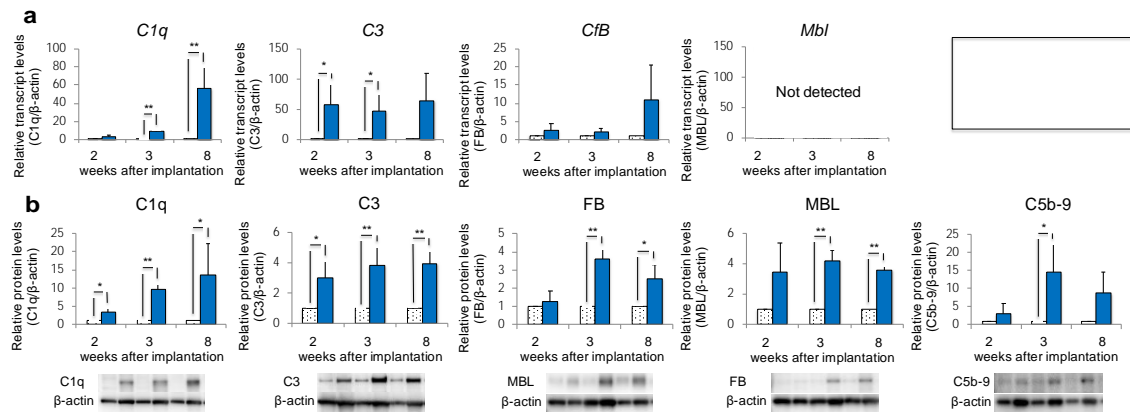 a
C1q
Relative transcript levels
(C1q/β-actin)
100
80
60
40
20
0
**
**
2 3 8
weeks after implantation
C3
Relative transcript levels
(C3/β-actin)
150
100
50
0
*
*
2 3 8
weeks after implantation
CfB
Relative transcript levels
(FB/β-actin)
25
20
15
10
5
0
2 3 8
weeks after implantation
Mbl
Relative transcript levels
(MBL/β-actin)
150
100
50
0
Not detected
2 3 8
weeks after implantation
b
C1q
Relative protein levels
(C1q/β-actin)
25
20
15
10
5
0
*
**
*
2 3 8
weeks after implantation
C3
Relative protein levels
(C3/β-actin)
6
4
2
0
*
**
**
2 3 8
weeks after implantation
FB
Relative protein levels
(FB/β-actin)
5
4
3
2
1
0
**
*
2 3 8
weeks after implantation
MBL
Relative protein levels
(MBL/β-actin)
6
4
2
0
**
**
2 3 8
weeks after implantation
C5b-9
Relative protein levels
(C5b-9/β-actin)
25
20
15
10
5
0
*
2 3 8
weeks after implantation
C1q
β-actin
C3
β-actin
MBL
β-actin
FB
β-actin
C5b-9
β-actin